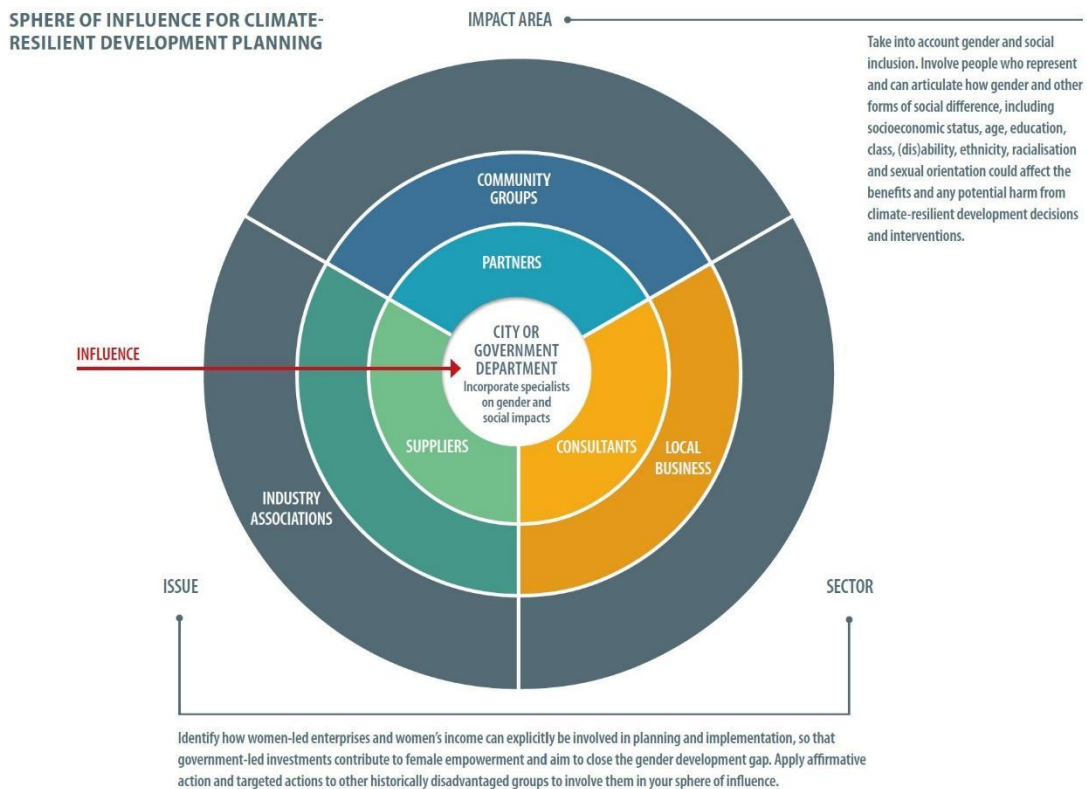 SPHERE OF INFLUENCE FOR CLIMATE-
RESILIENT DEVELOPMENT PLANNING
IMPACT AREA
Take into account gender and social
inclusion. Involve people who represent
and can articulate how gender and other
forms of social difference, including
socioeconomic status, age, education,
class, (dis)ability, ethnicity, racialisation
and sexual orientation could affect the
benefits and any potential harm from
climate-resilient development decisions
and interventions.
COMMUNITY
GROUPS
PARTNERS
CITY OR
GOVERNMENT
DEPARTMENT
Incorporate specialists
on gender and
social impacts
INFLUENCE
SUPPLIERS
CONSULTANTS
LOCAL
BUSINESS
INDUSTRY
ASSOCIATIONS
ISSUE
SECTOR
Identify how women-led enterprises and women's income can explicitly be involved in planning and implementation, so that
government-led investments contribute to female empowerment and aim to close the gender development gap. Apply affirmative
action and targeted actions to other historically disadvantaged groups to involve them in your sphere of influence.